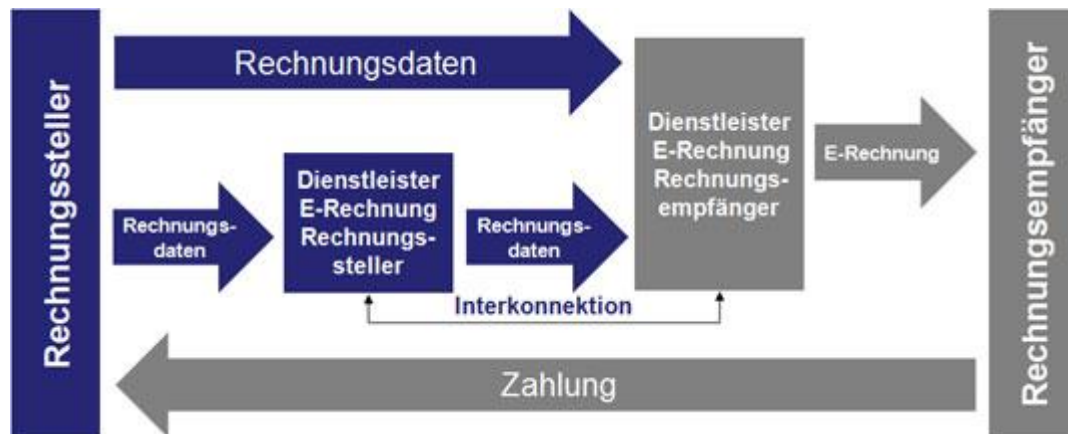 Rechnungssteller
Rechnungsdaten
Rechnungs-
daten
Dienstleister
E-Rechnung
Rechnungs-
steller
Rechnungs-
daten
Dienstleister
E-Rechnung
Rechnungs-
empfänger
E-Rechnung
Interkonnektion
Zahlung
Rechnungsempfänger